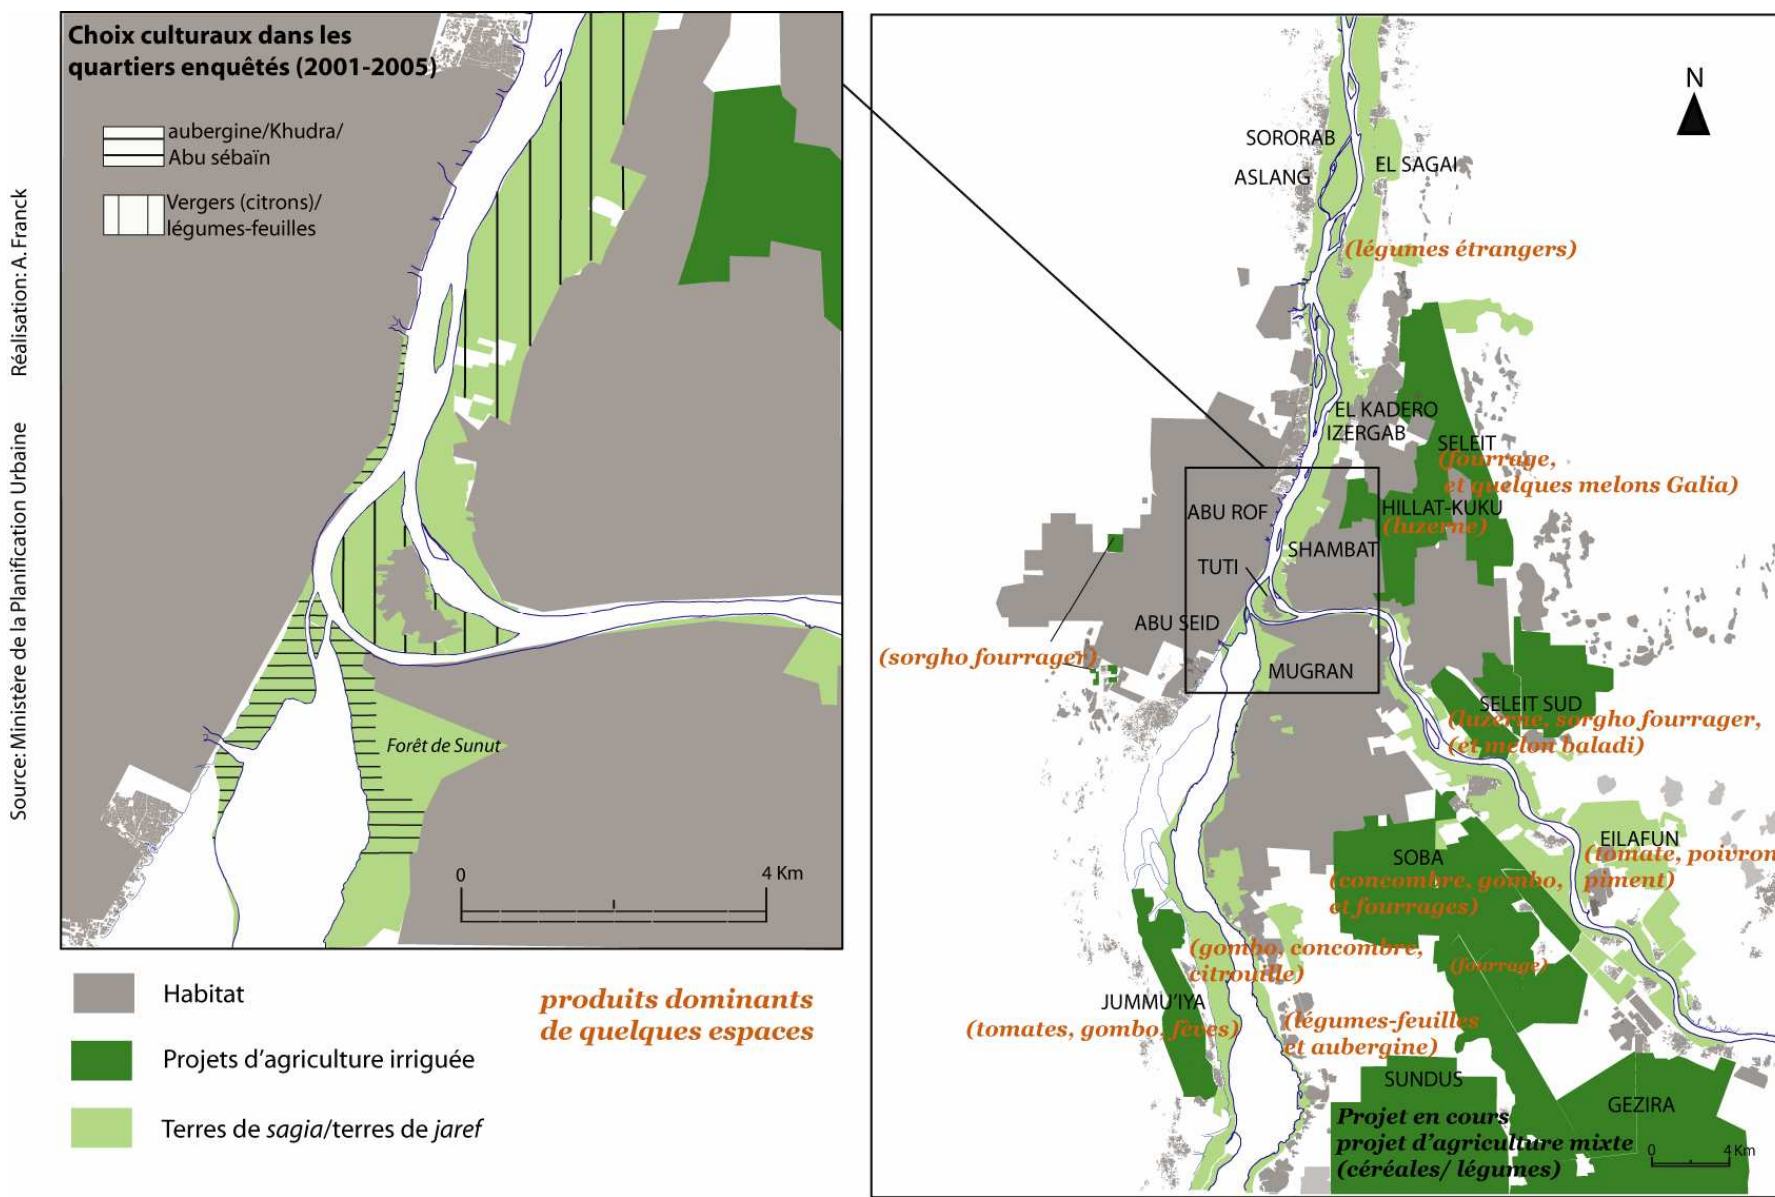 Choix culturaux dans les
quartiers enquêtés (2001-2005)
aubergine/Khudra/
Abu sébaïn
Vergers (citrons)/
légumes-feuilles
Forêt de Sunut
0
4 Km
Source: Ministère de la Planification Urbaine
Réalisation: A. Franck
Habitat
Projets d'agriculture irriguée
Terres de sagia/terres de jaref
produits dominants
de quelques espaces
N
SORORAB
EL SAGAI
ASLANG
(légumes étrangers)
EL KADERO
IZERGAB
SELEIT
(fourrage,
et quelques melons Galia)
HILLAT-KUKU
(luzerne)
ABU ROF
SHAMBAT
TUTI
ABU SEID
(sorgho fourrager)
MUGRAN
SELEIT SUD
(luzerne, sorgho fourrager,
(et melon baladi)
EILAFUN
(tomate, poivron
piment)
SOBA
(concombre, gombo,
et fourrages)
(gombo, concombre,
citrouille)
(fourrage)
JUMMU'IYA
(tomates, gombo, fèves)
(légumes-feuilles
et aubergine)
SUNDUS
GEZIRA
Projet en cours
projet d'agriculture mixte
(céréales/ légumes)
0
4 Km